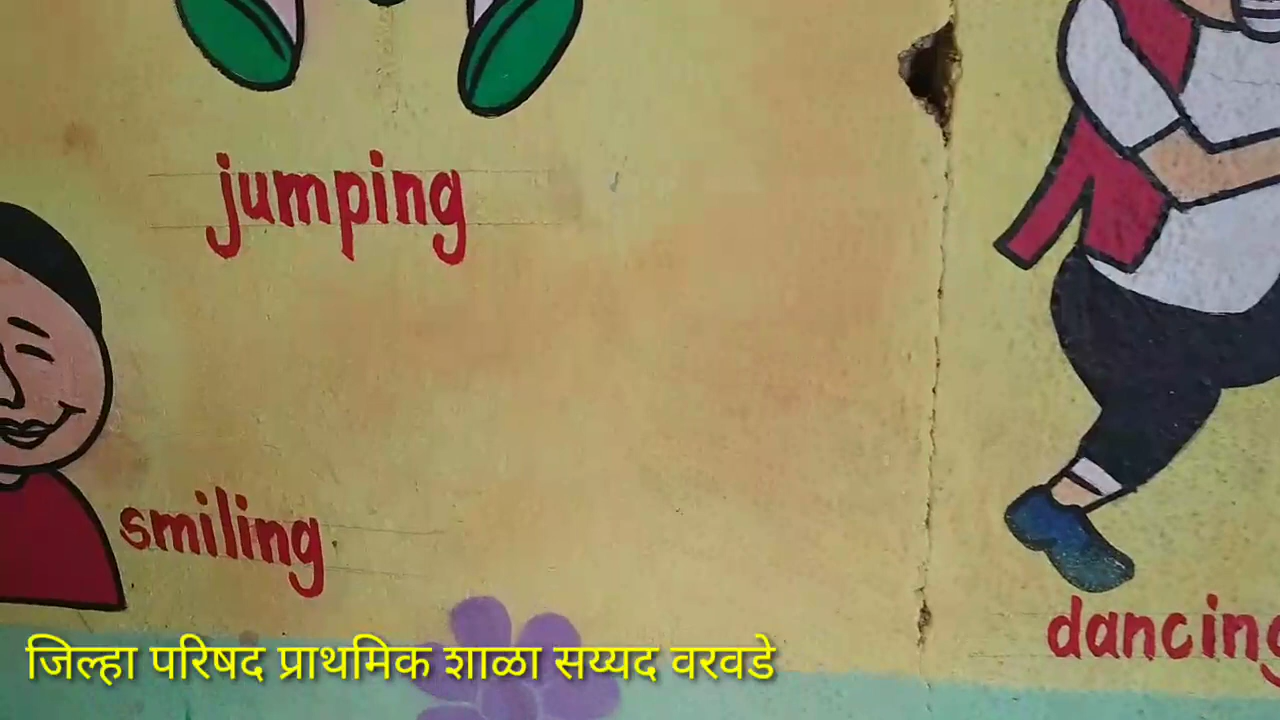 jumping
smiling
dancing
जिल्हा परिषद प्राथमिक शाळा सय्यद वरवडे